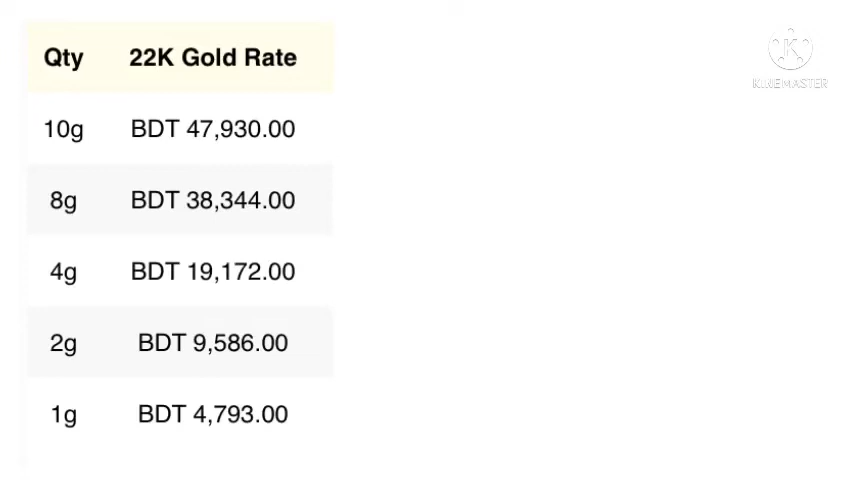 Qty 22K Gold Rate
10g BDT 47,930.00
8g BDT 38,344.00
4g BDT 19,172.00
2g BDT 9,586.00
1g BDT 4,793.00
K
KINEMASTER